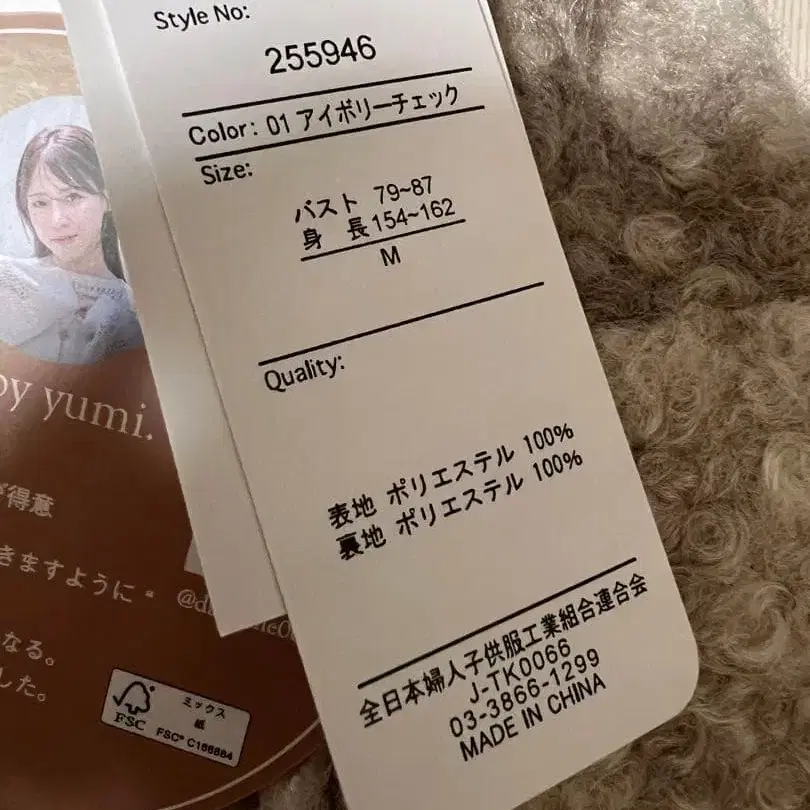 Style No:
255946
Color: 01 アイボリーチェック
Size:
バスト 79~87
身 長 154~162
M
Quality:
表地 ポリエステル 100%
裏地 ポリエステル 100%
全日本婦人子供服工業組合連合会
J-TK0066
03-3866-1299
MADE IN CHINA
by yumi.
得意
きますように
なる。
した。
FSC
ミックス
紙
FSC® C166884